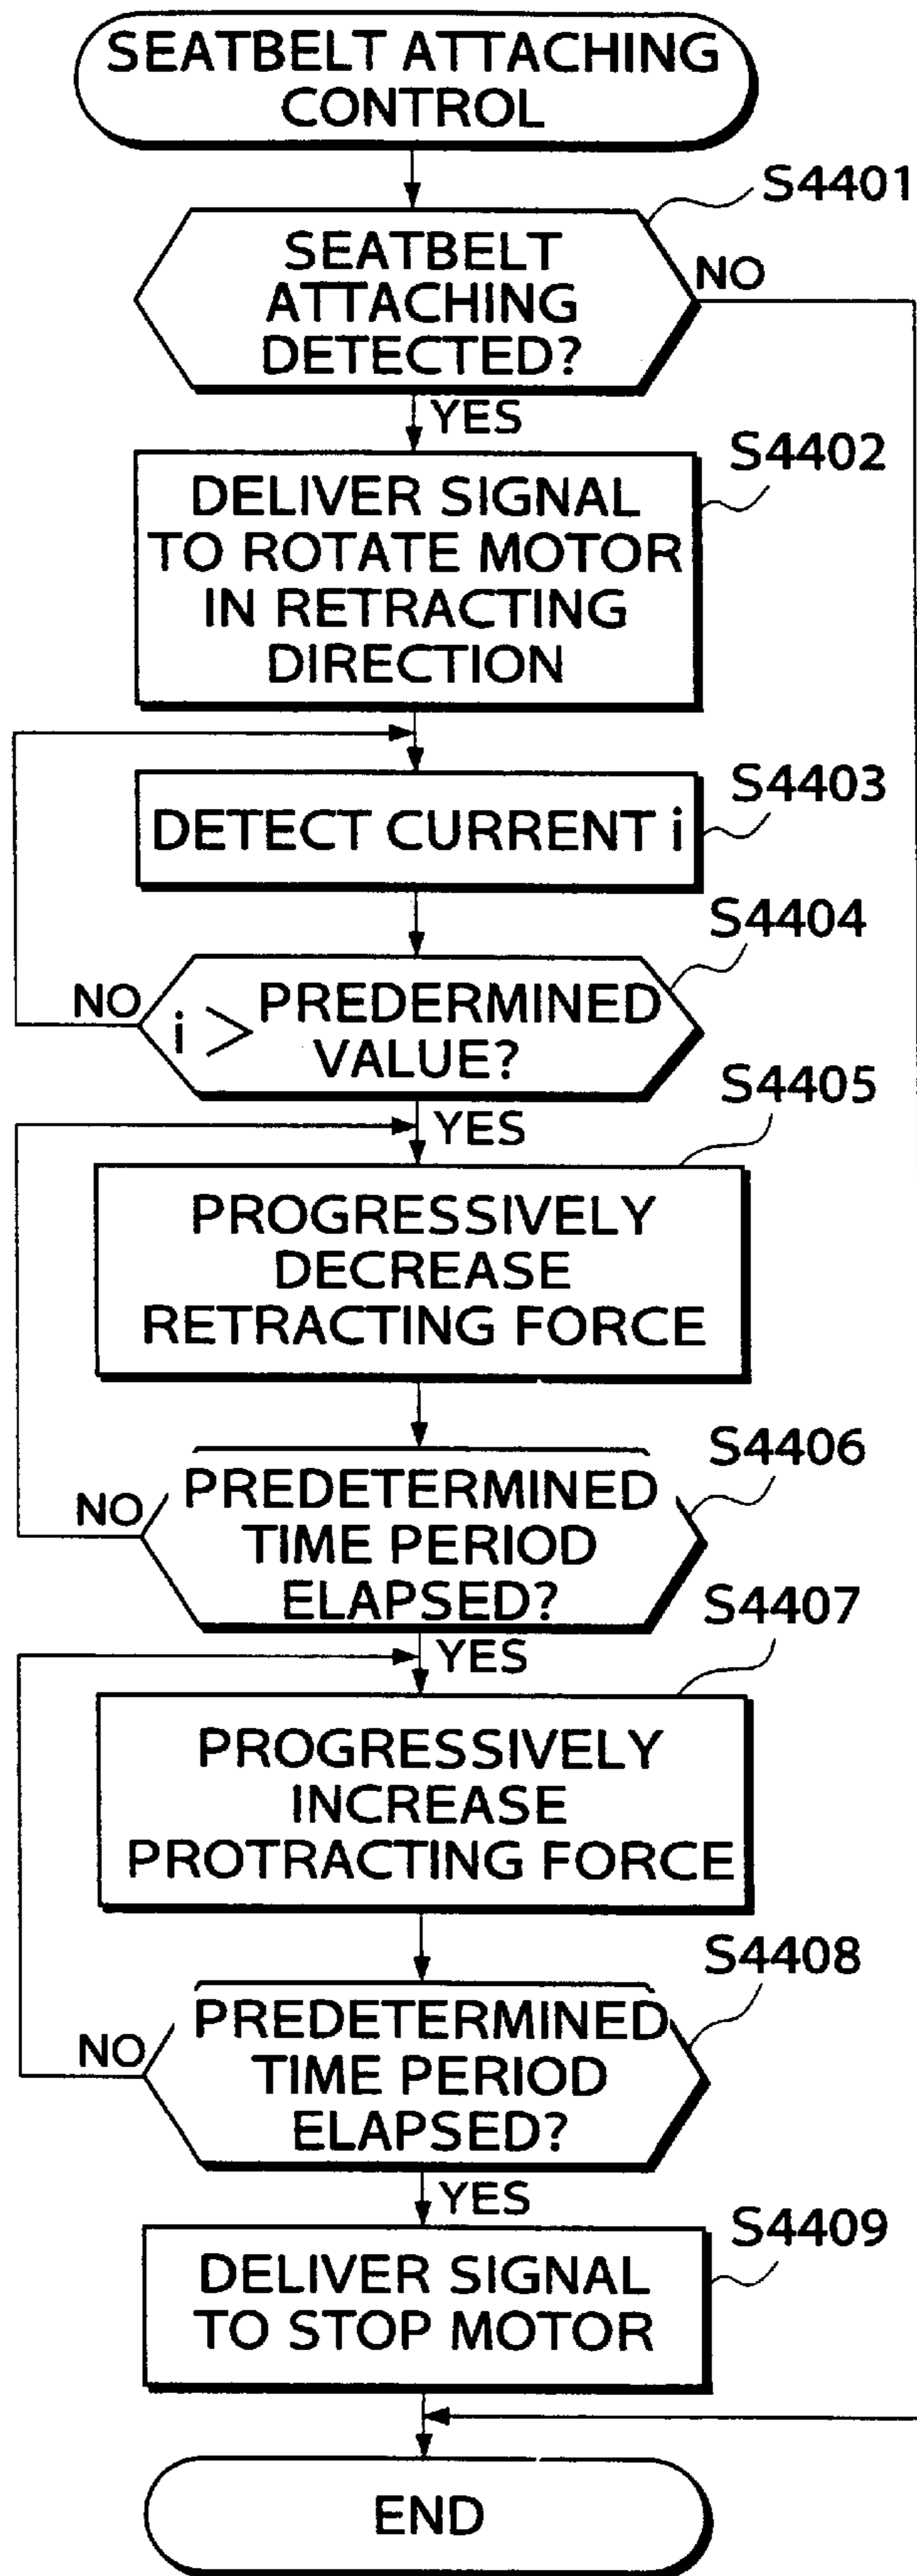 SEATBELT ATTACHING
CONTROL
S4401
SEATBELT
ATTACHING
DETECTED?
NO
YES
S4402
DELIVER SIGNAL
TO ROTATE MOTOR
IN RETRACTING
DIRECTION
S4403
DETECT CURRENT i
S4404
NO
i > PREDERMINED
VALUE?
YES
S4405
PROGRESSIVELY
DECREASE
RETRACTING FORCE
S4406
NO
PREDETERMINED
TIME PERIOD
ELAPSED?
YES
S4407
PROGRESSIVELY
INCREASE
PROTRACTING FORCE
S4408
NO
PREDETERMINED
TIME PERIOD
ELAPSED?
YES
S4409
DELIVER SIGNAL
TO STOP MOTOR
END